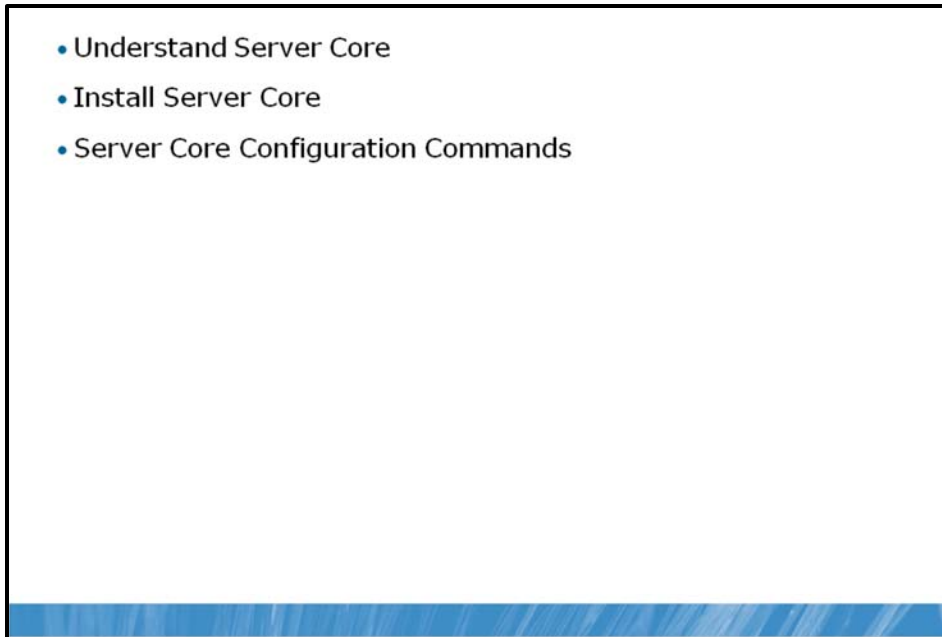 • Understand Server Core
• Install Server Core
• Server Core Configuration Commands